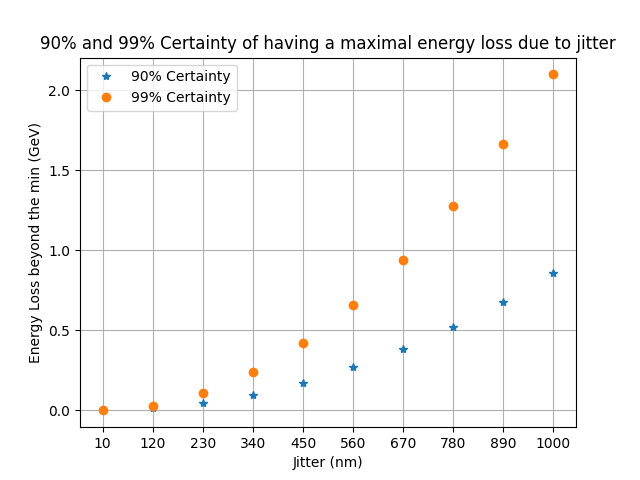 90% and 99% Certainty of having a maximal energy loss due to jitter
90% Certainty
99% Certainty
2.0
1.5
1.0
0.5
0.0
Energy Loss beyond the min (GeV)
10 120 230 340 450 560 670 780 890 1000
Jitter (nm)